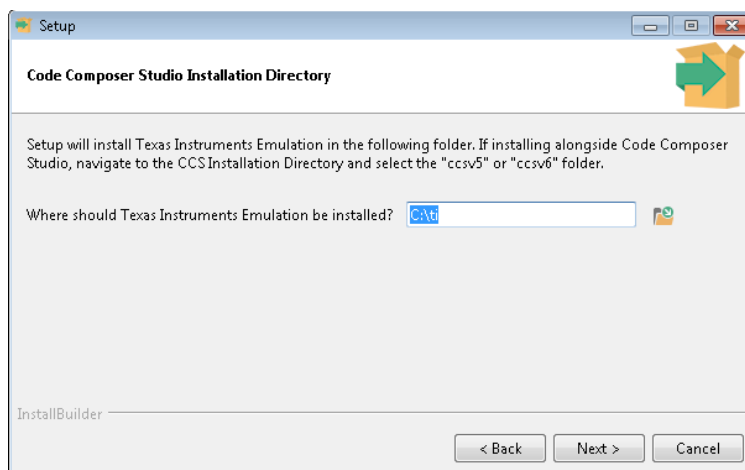 Setup
Code Composer Studio Installation Directory
Setup will install Texas Instruments Emulation in the following folder. If installing alongside Code Composer
Studio, navigate to the CCS Installation Directory and select the "ccsv5" or "ccsv6" folder.
Where should Texas Instruments Emulation be installed? C:\ti
InstallBuilder
< Back Next > Cancel